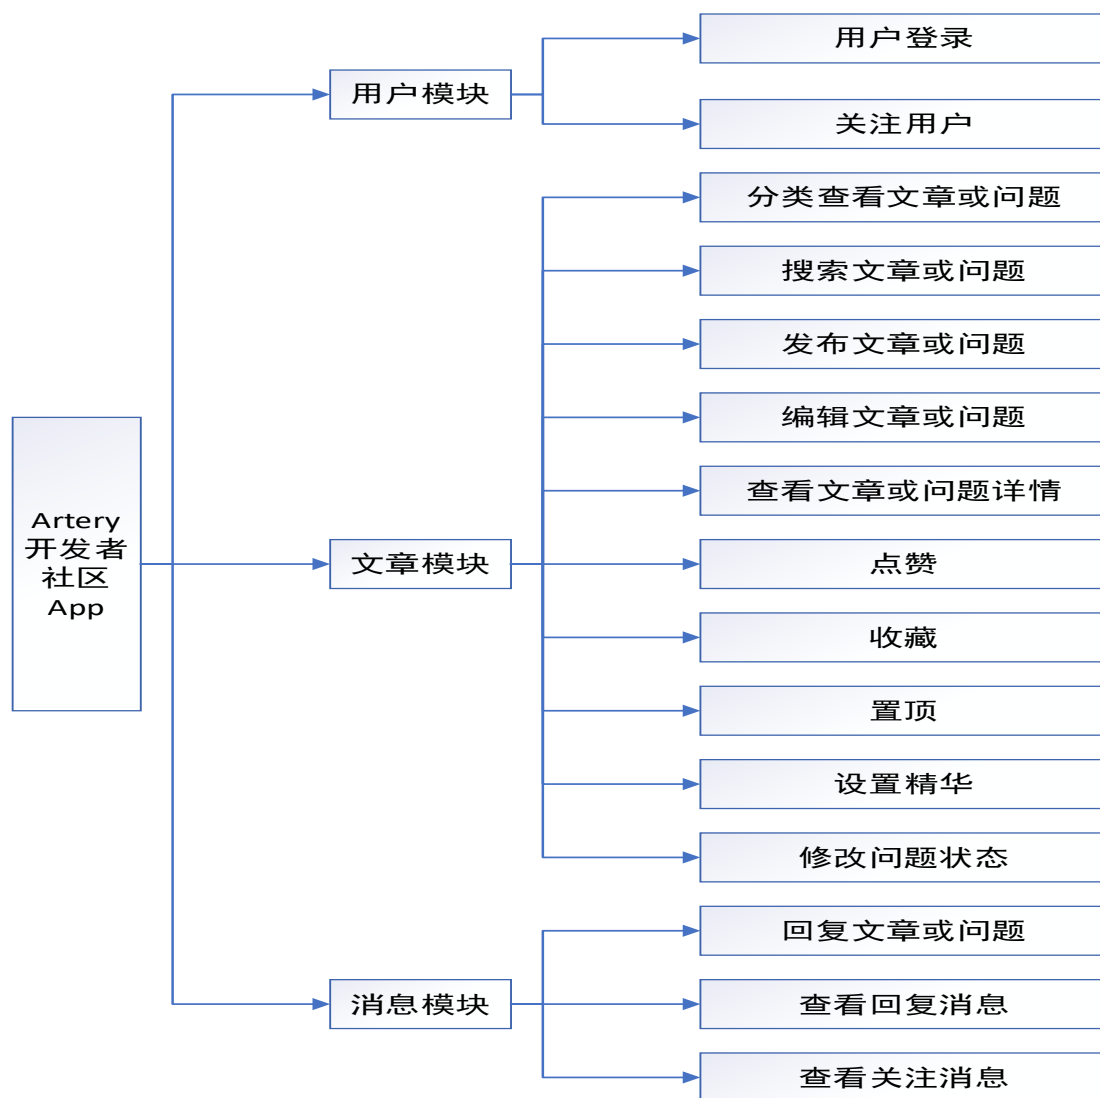 用户登录
用户模块
关注用户
分类查看文章或问题
搜索文章或问题
发布文章或问题
编辑文章或问题
查看文章或问题详情
Artery
开发者
社区
App
文章模块
点赞
收藏
置顶
设置精华
修改问题状态
回复文章或问题
消息模块
查看回复消息
查看关注消息